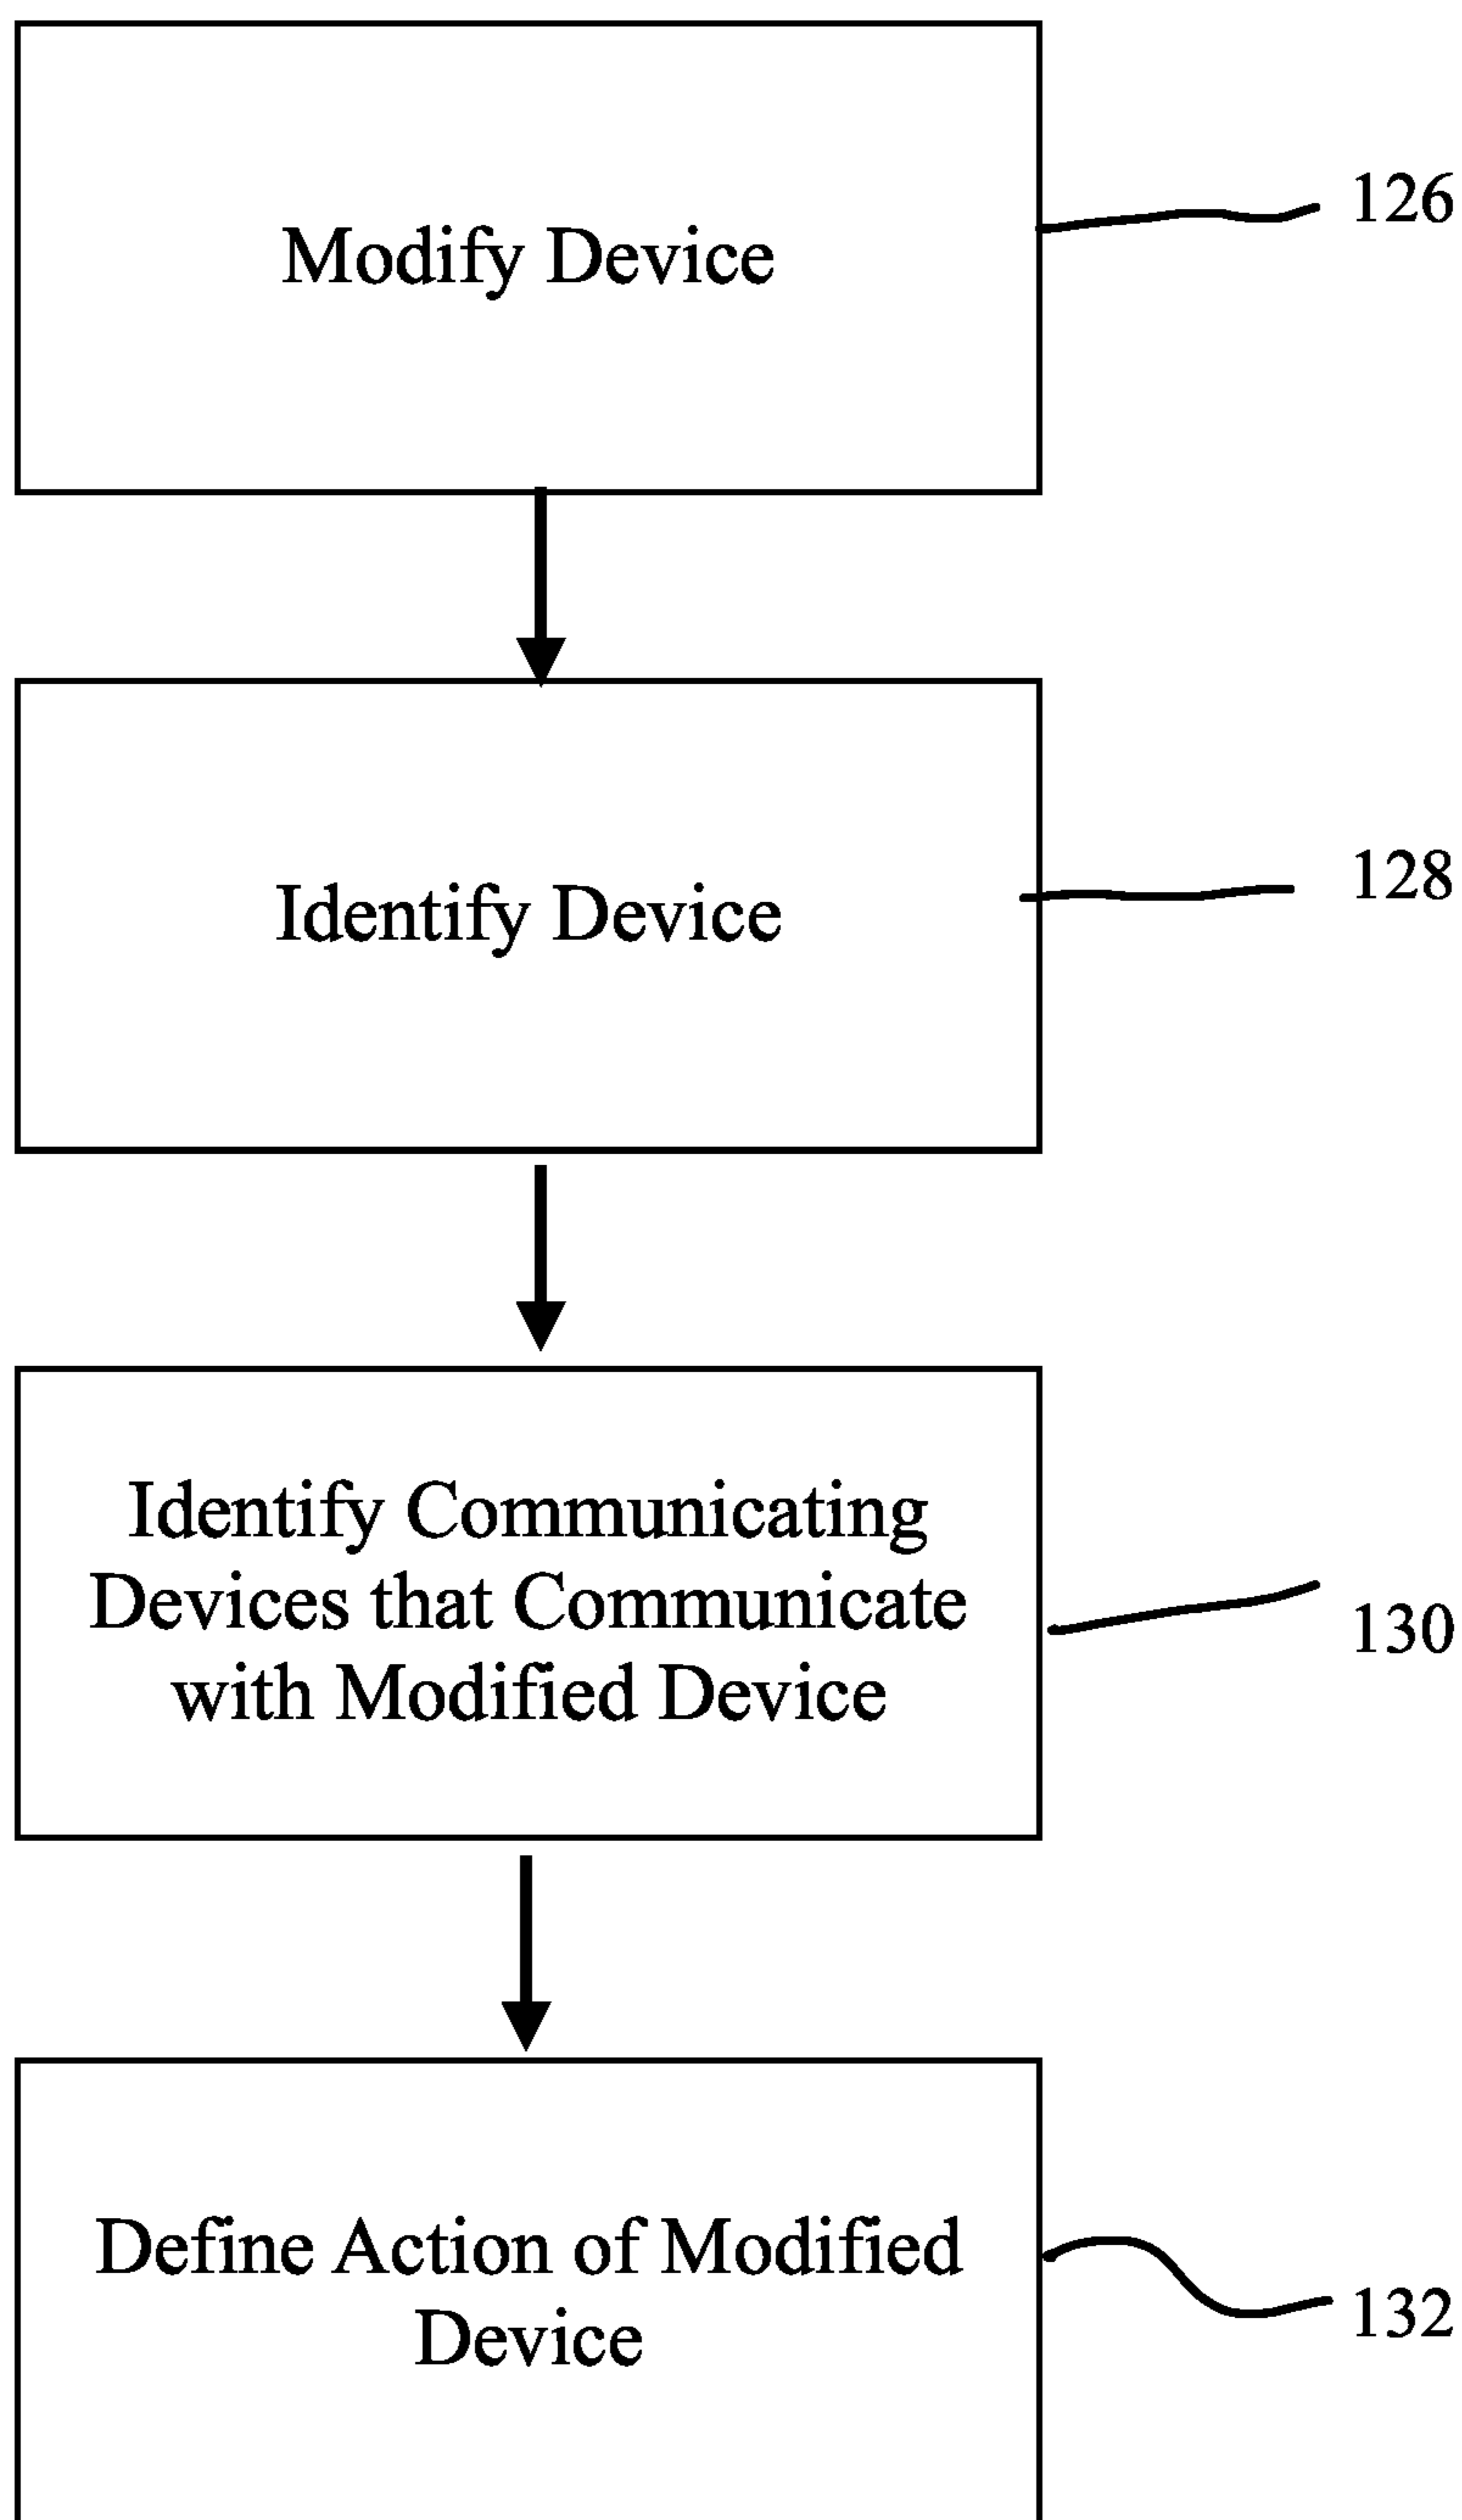 Modify Device
126
Identify Device
128
Identify Communicating
Devices that Communicate
with Modified Device
130
Define Action of Modified
Device
132